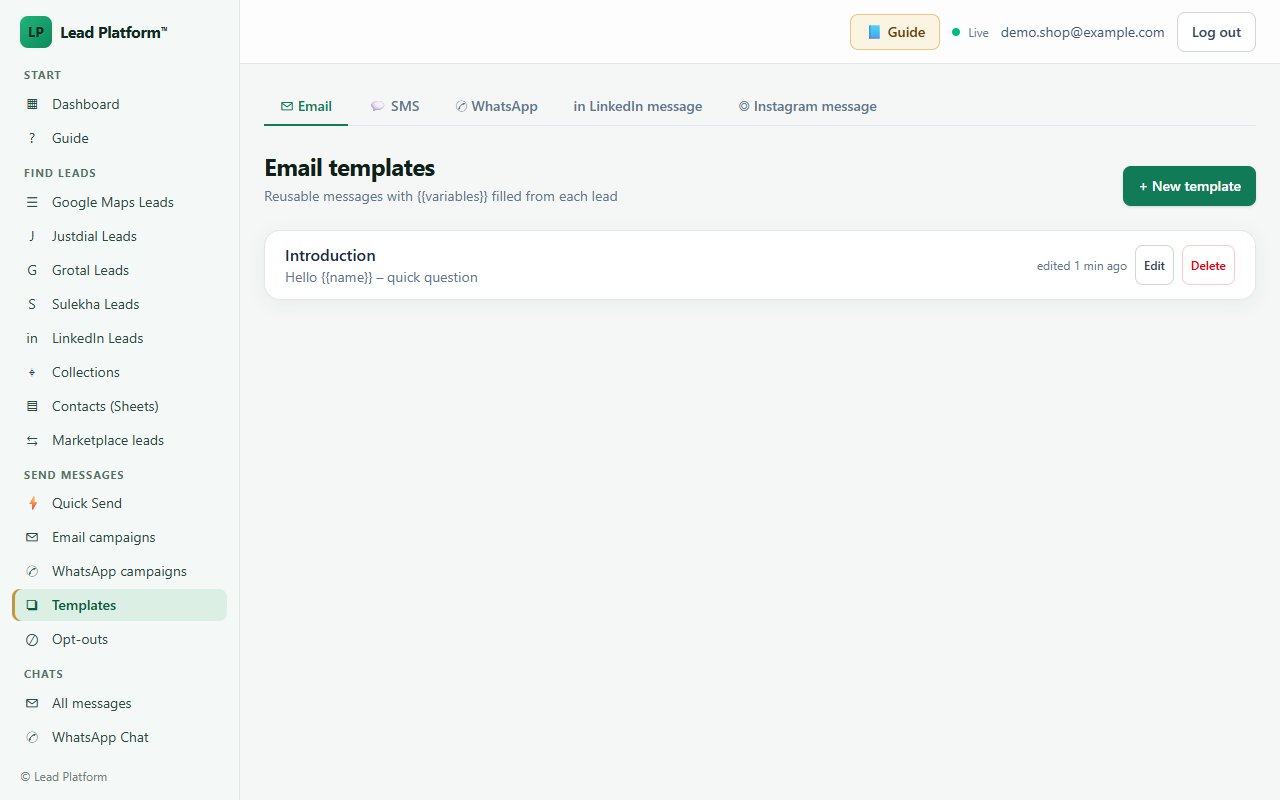 LP Lead Platform™
START
Dashboard
? Guide
FIND LEADS
Google Maps Leads
J Justdial Leads
G Grotal Leads
S Sulekha Leads
in LinkedIn Leads
Collections
Contacts (Sheets)
Marketplace leads
SEND MESSAGES
Quick Send
Email campaigns
WhatsApp campaigns
Templates
Opt-outs
CHATS
All messages
WhatsApp Chat
© Lead Platform
Guide Live demo.shop@example.com Log out
Email SMS WhatsApp in LinkedIn message Instagram message
Email templates
Reusable messages with {{variables}} filled from each lead
+ New template
Introduction
Hello {{name}} – quick question
edited 1 min ago Edit Delete